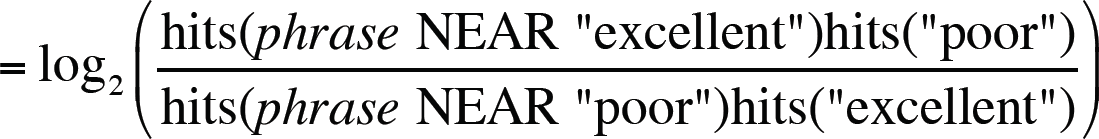 = log₂ ( hits(phrase NEAR "excellent")hits("poor") / hits(phrase NEAR "poor")hits("excellent") )